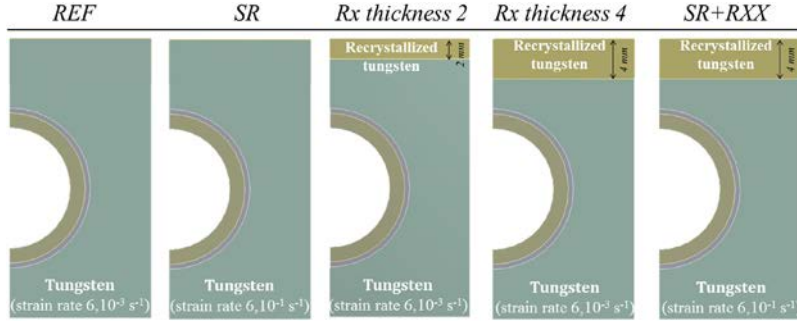 REF
SR
Rx thickness 2
Rx thickness 4
SR+RXX
Recrystallized
tungsten
2 mm
Recrystallized
tungsten
4 mm
Recrystallized
tungsten
4 mm
Tungsten
(strain rate 6,10⁻³ s⁻¹)
Tungsten
(strain rate 6,10⁻¹ s⁻¹)
Tungsten
(strain rate 6,10⁻³ s⁻¹)
Tungsten
(strain rate 6,10⁻³ s⁻¹)
Tungsten
(strain rate 6,10⁻¹ s⁻¹)